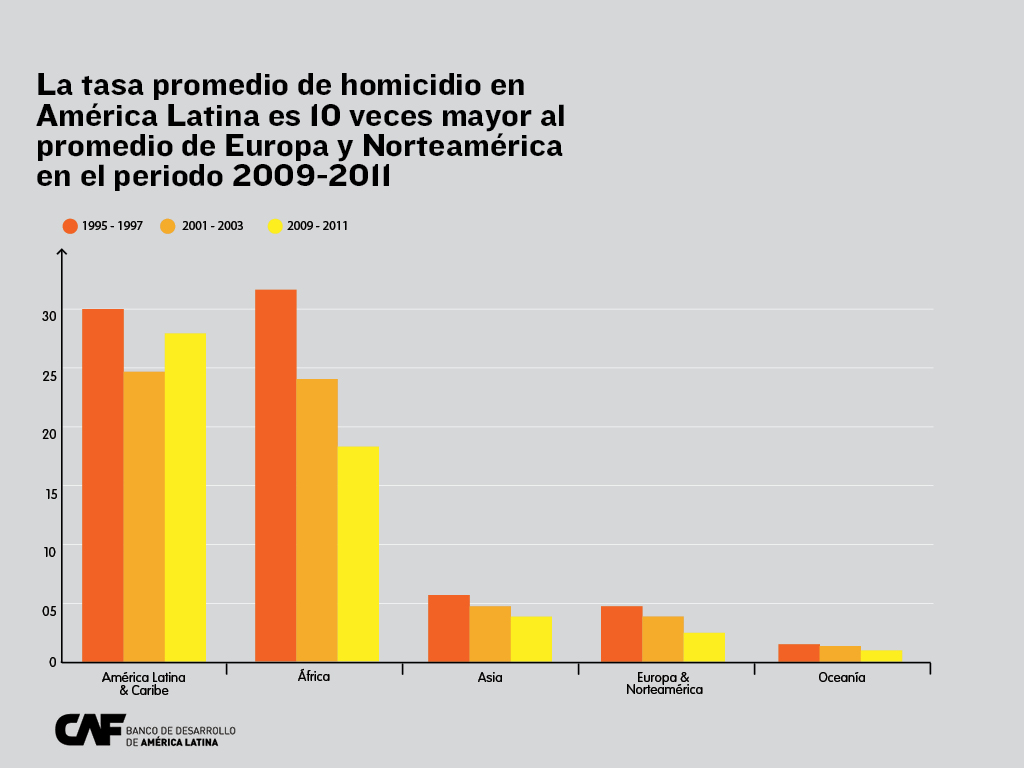 La tasa promedio de homicidio en
América Latina es 10 veces mayor al
promedio de Europa y Norteamérica
en el periodo 2009-2011
1995 - 1997 2001 - 2003 2009 - 2011
30
25
20
15
10
05
0
América Latina
& Caribe
África
Asia
Europa &
Norteamérica
Oceanía
CAF BANCO DE DESARROLLO
DE AMÉRICA LATINA